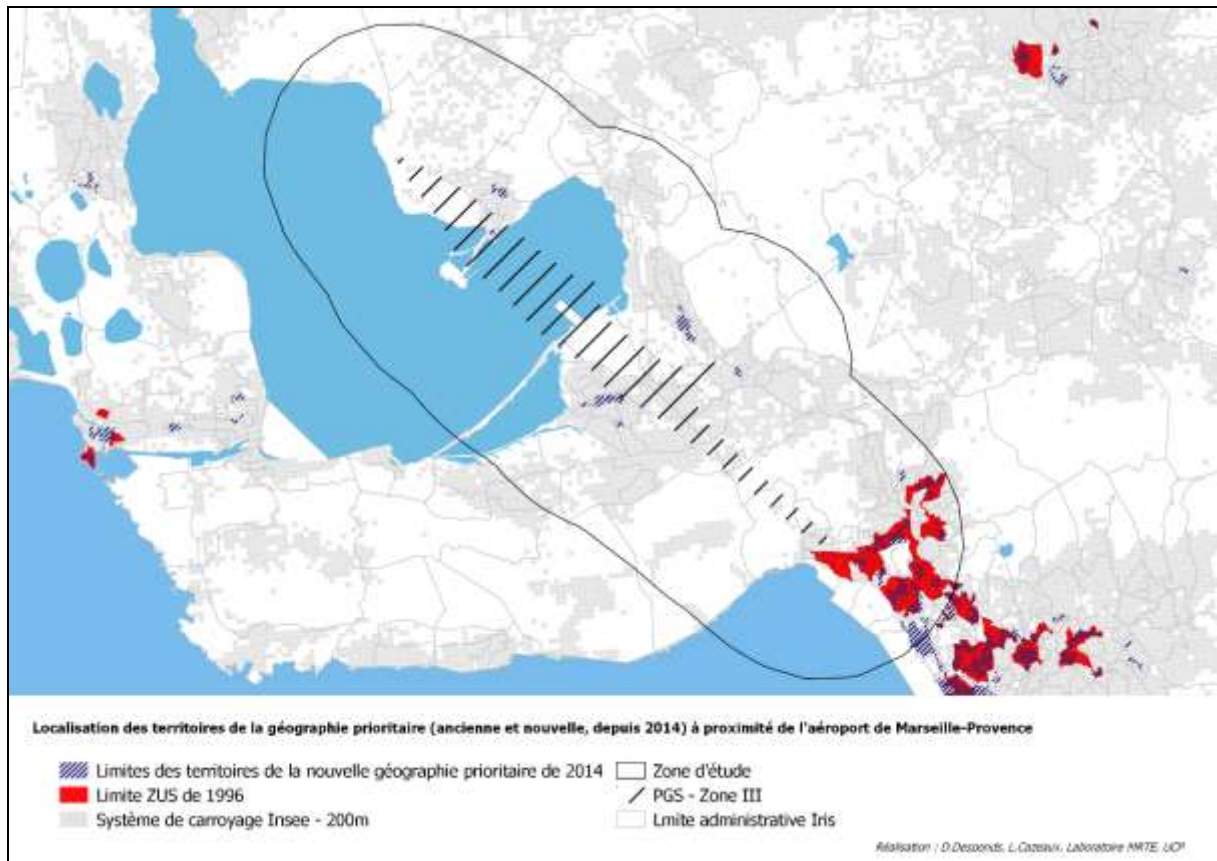 Localisation des territoires de la géographie prioritaire (ancienne et nouvelle, depuis 2014) à proximité de l'aéroport de Marseille-Provence
Limites des territoires de la nouvelle géographie prioritaire de 2014
Limite ZUS de 1996
Système de carroyage Insee - 200m
Zone d'étude
PGS - Zone III
Lmite administrative Iris
Réalisation : D.Desponds, L.Cazeaux, Laboratoire MRTE, UCP